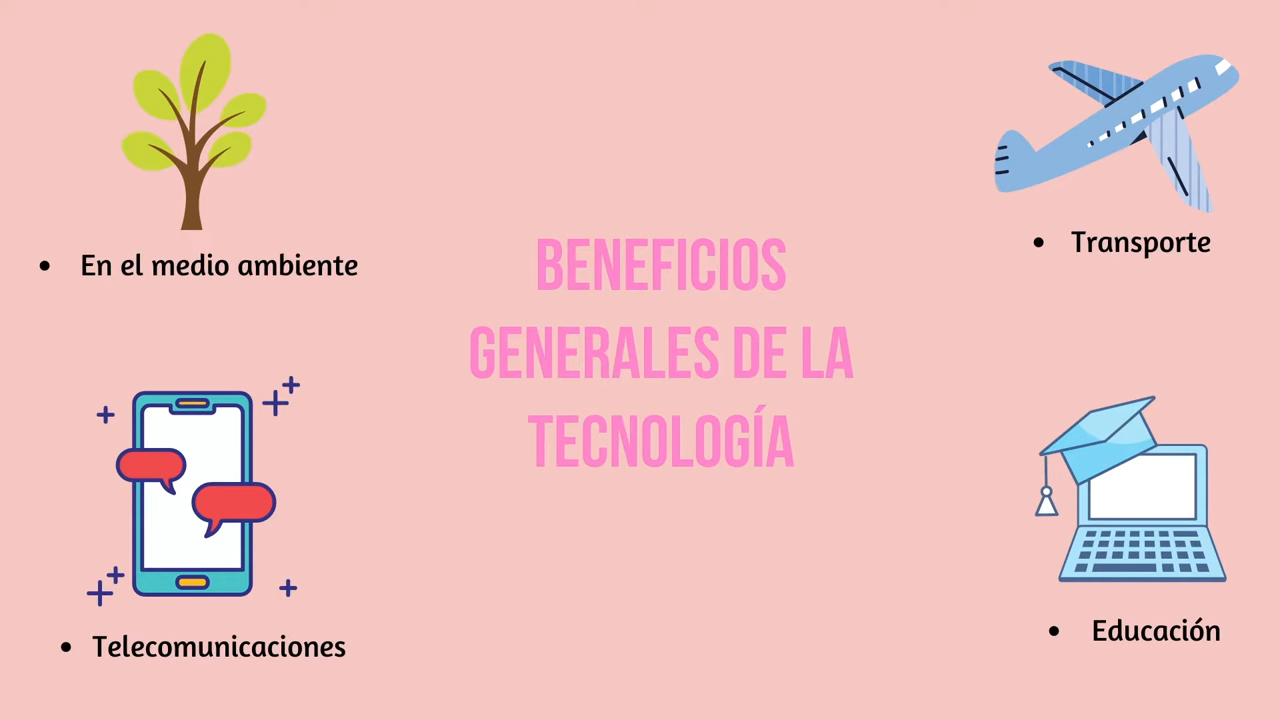 • En el medio ambiente
• Transporte
BENEFICIOS
GENERALES DE LA
TECNOLOGÍA
• Telecomunicaciones
• Educación